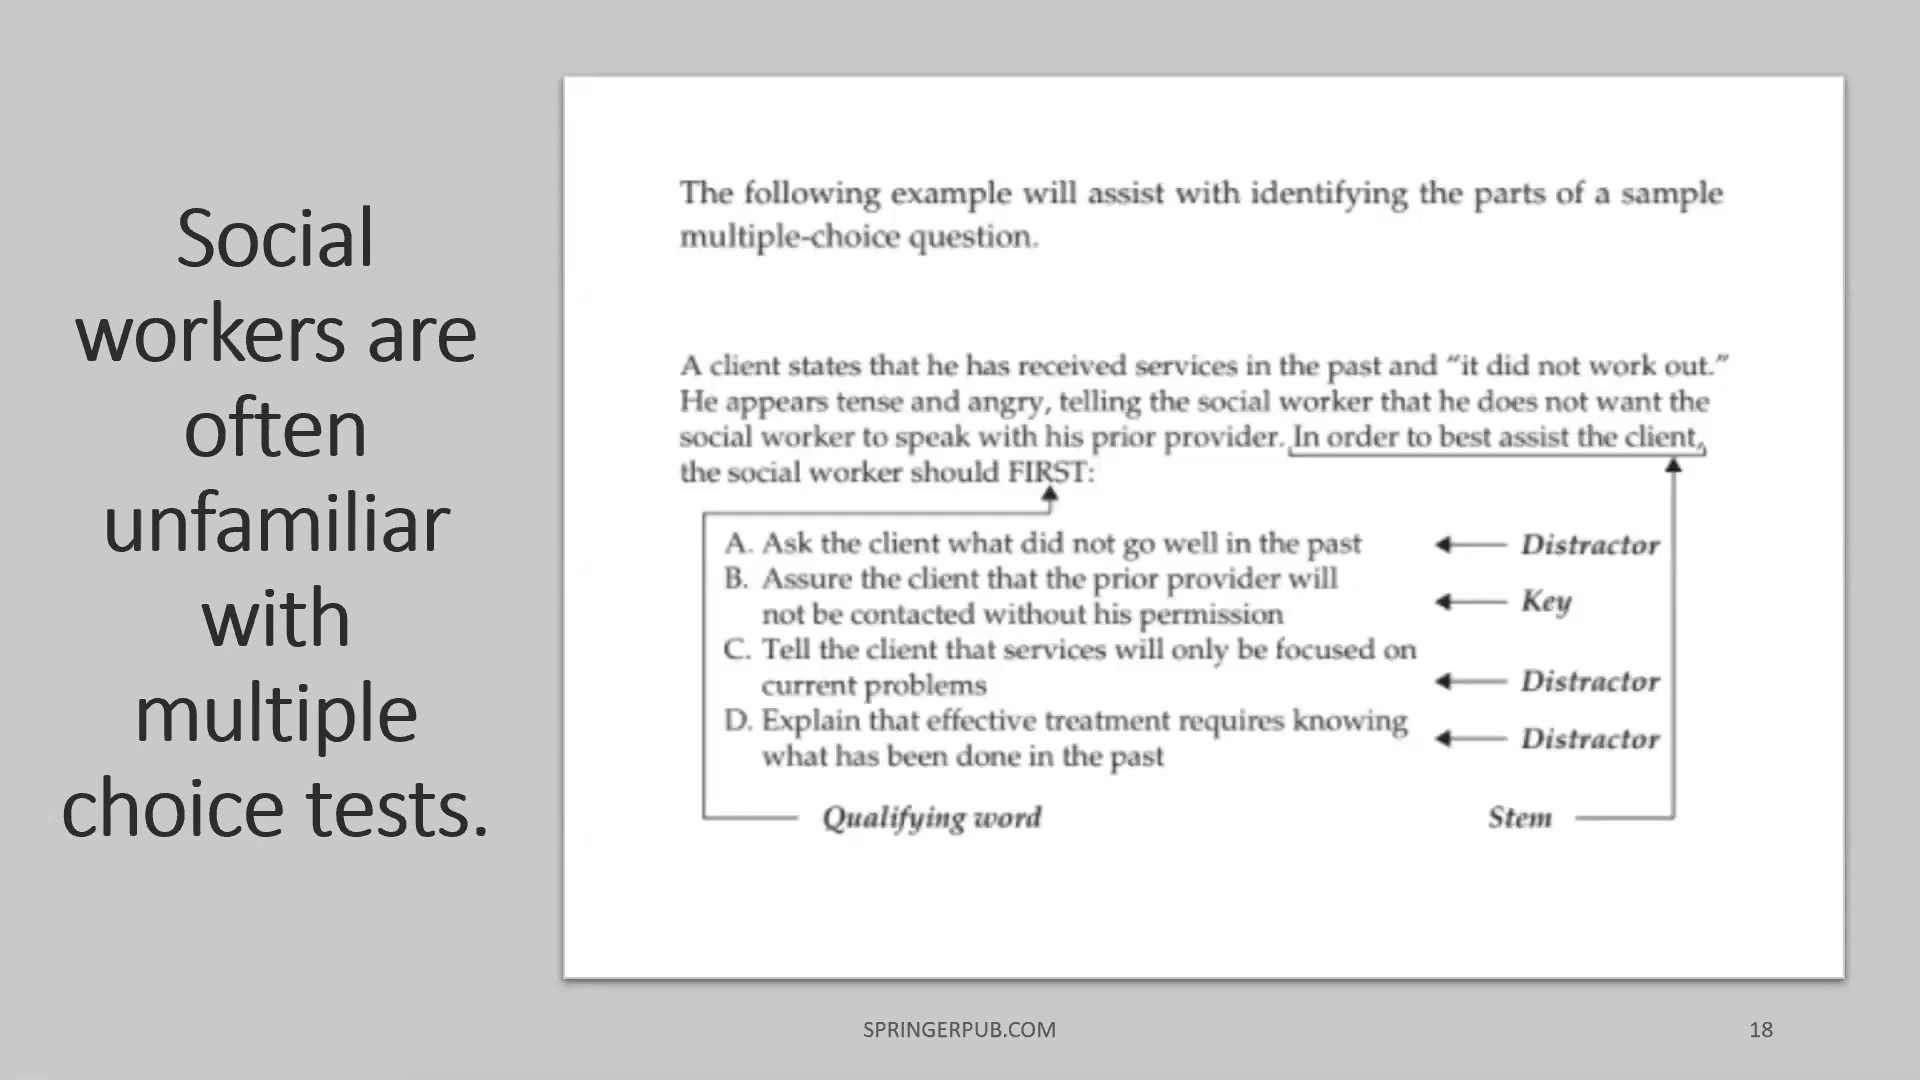 Social
workers are
often
unfamiliar
with
multiple
choice tests.
The following example will assist with identifying the parts of a sample
multiple-choice question.
A client states that he has received services in the past and “it did not work out.”
He appears tense and angry, telling the social worker that he does not want the
social worker to speak with his prior provider. In order to best assist the client,
the social worker should FIRST:
A. Ask the client what did not go well in the past
Distractor
B. Assure the client that the prior provider will
not be contacted without his permission
Key
C. Tell the client that services will only be focused on
current problems
Distractor
D. Explain that effective treatment requires knowing
what has been done in the past
Distractor
Qualifying word
Stem
SPRINGERPUB.COM
18